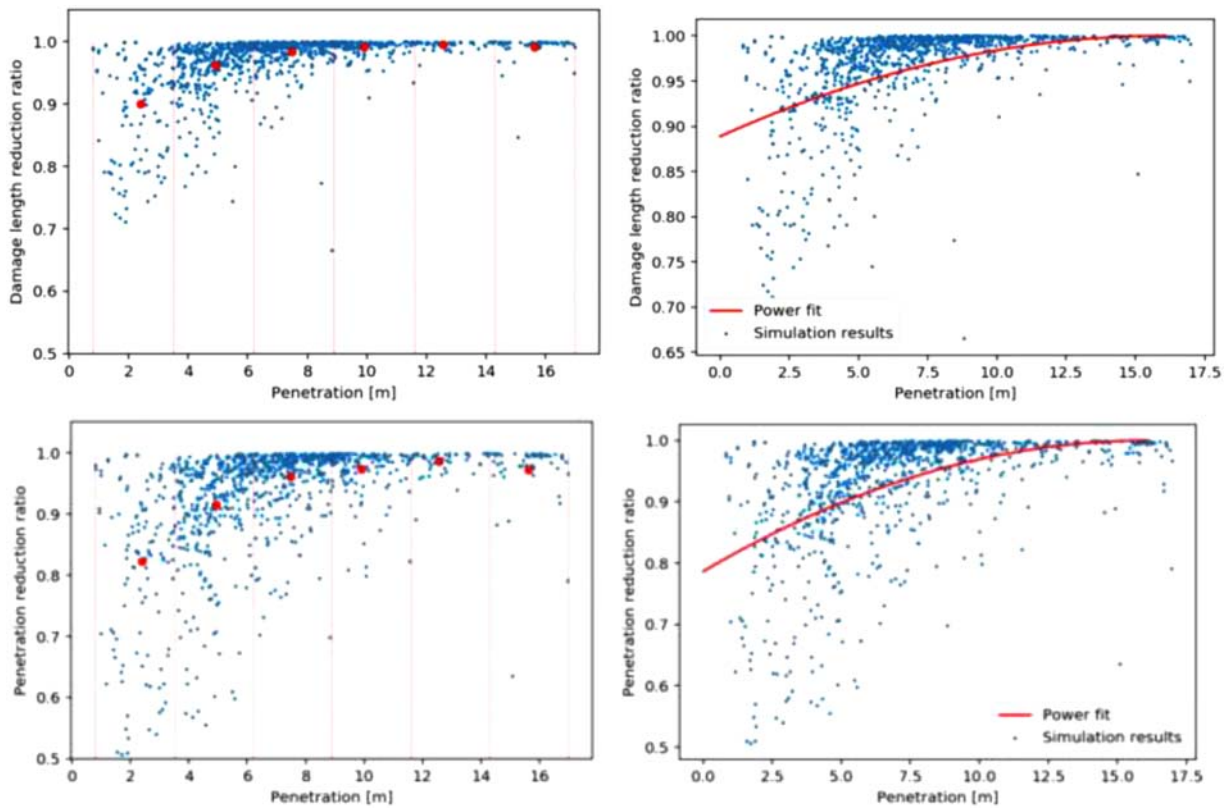 1.0
0.9
0.8
0.7
0.6
0.5
Damage length reduction ratio
0 2 4 6 8 10 12 14 16
Penetration [m]
1.00
0.95
0.90
0.85
0.80
0.75
0.70
0.65
Damage length reduction ratio
Power fit
Simulation results
0.0 2.5 5.0 7.5 10.0 12.5 15.0 17.5
Penetration [m]
1.0
0.9
0.8
0.7
0.6
0.5
Penetration reduction ratio
0 2 4 6 8 10 12 14 16
Penetration [m]
1.0
0.9
0.8
0.7
0.6
0.5
Penetration reduction ratio
Power fit
Simulation results
0.0 2.5 5.0 7.5 10.0 12.5 15.0 17.5
Penetration [m]